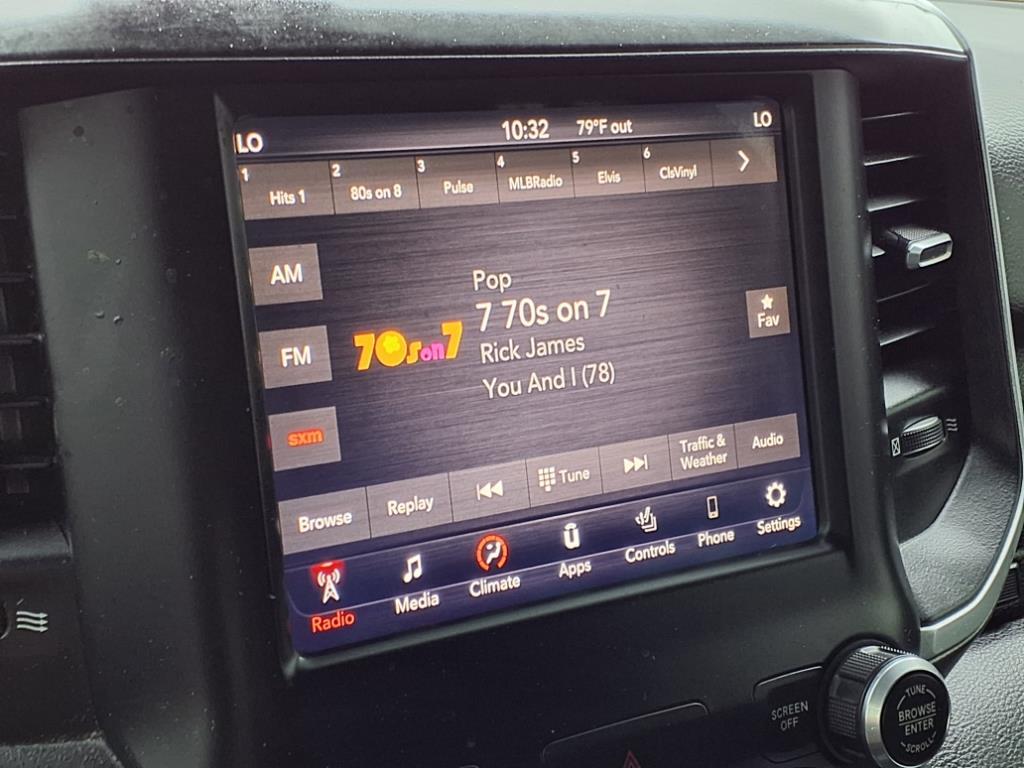 LO 10:32 79°F out LO
1 Hits 1 2 80s on 8 3 Pulse 4 MLBRadio 5 Elvis 6 ClsVinyl
AM
FM
sxm
70s on 7
Pop
7 70s on 7
Rick James
You And I (78)
Fav
Browse Replay Tune Traffic & Weather Audio
Radio Media Climate Apps Controls Phone Settings
SCREEN
OFF
TUNE
BROWSE
ENTER
SCROLL